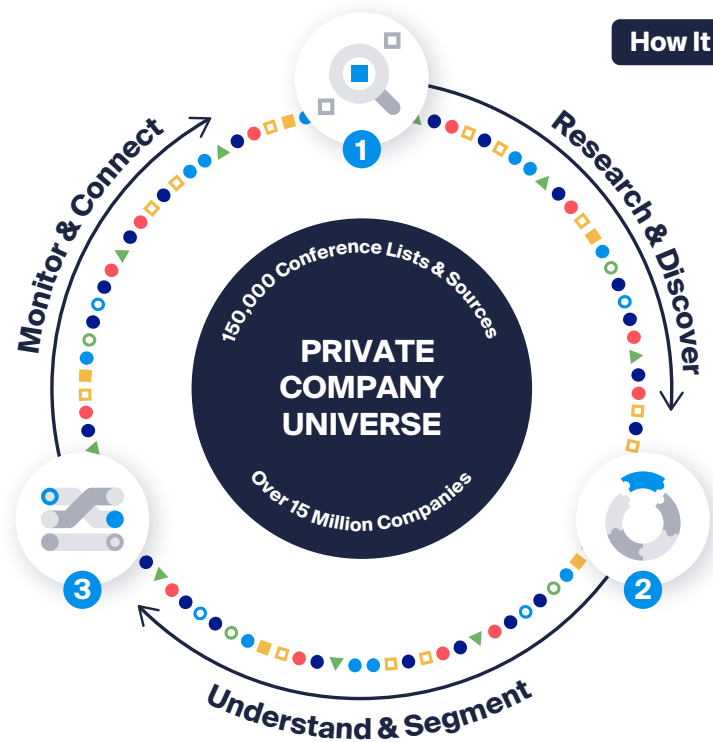 How It
1
Research & Discover
Monitor & Connect
150,000 Conference Lists & Sources
PRIVATE
COMPANY
UNIVERSE
Over 15 Million Companies
3
2
Understand & Segment